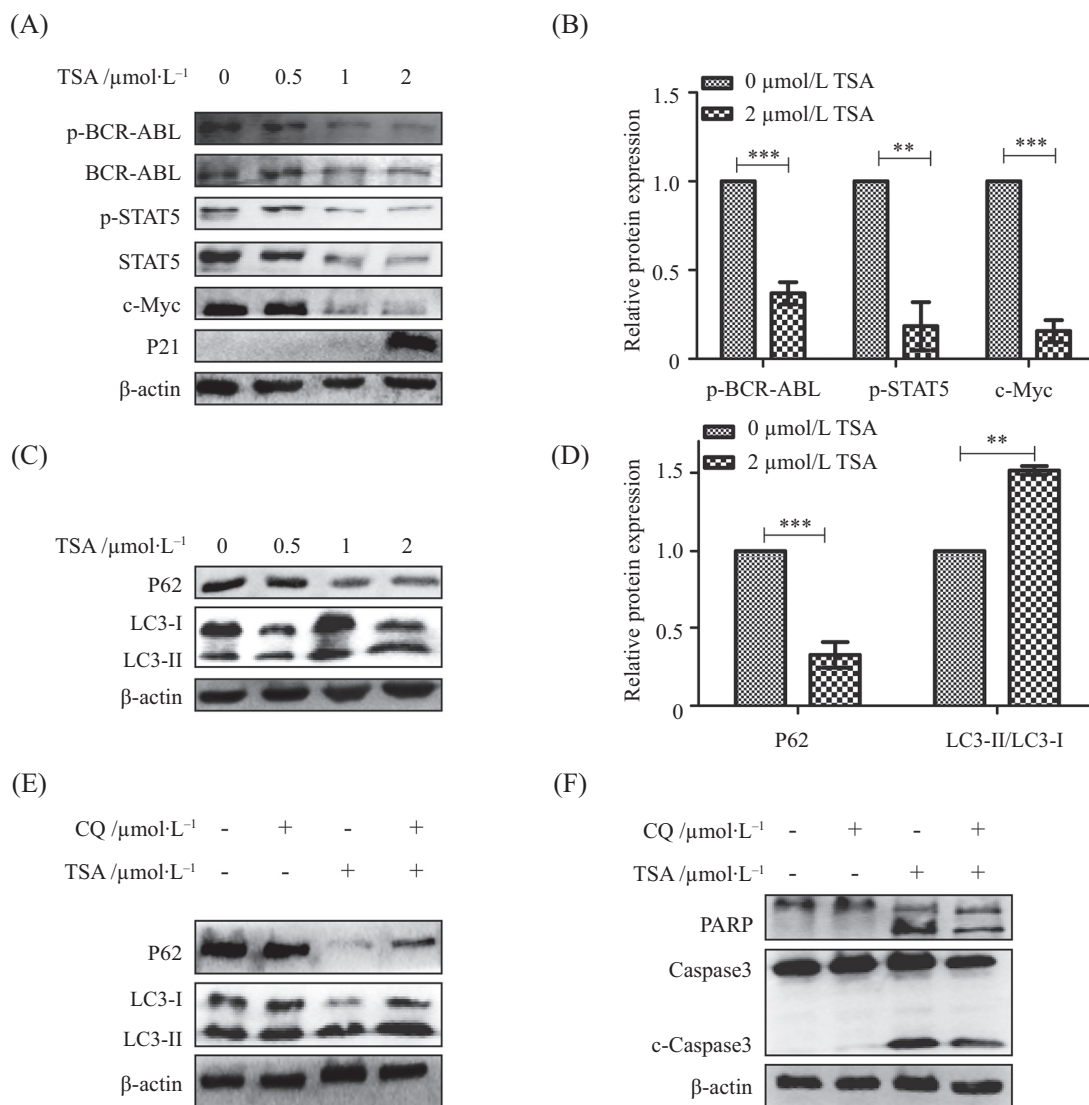 (A)
TSA /μmol·L⁻¹ 0 0.5 1 2
p-BCR-ABL
BCR-ABL
p-STAT5
STAT5
c-Myc
P21
β-actin
(B)
0 μmol/L TSA
2 μmol/L TSA
Relative protein expression
1.5
1.0
0.5
0
*** ** ***
p-BCR-ABL p-STAT5 c-Myc
(C)
TSA /μmol·L⁻¹ 0 0.5 1 2
P62
LC3-I
LC3-II
β-actin
(D)
0 μmol/L TSA
2 μmol/L TSA
Relative protein expression
1.5
1.0
0.5
0
**
***
P62 LC3-II/LC3-I
(E)
CQ /μmol·L⁻¹ - + - +
TSA /μmol·L⁻¹ - - + +
P62
LC3-I
LC3-II
β-actin
(F)
CQ /μmol·L⁻¹ - + - +
TSA /μmol·L⁻¹ - - + +
PARP
Caspase3
c-Caspase3
β-actin